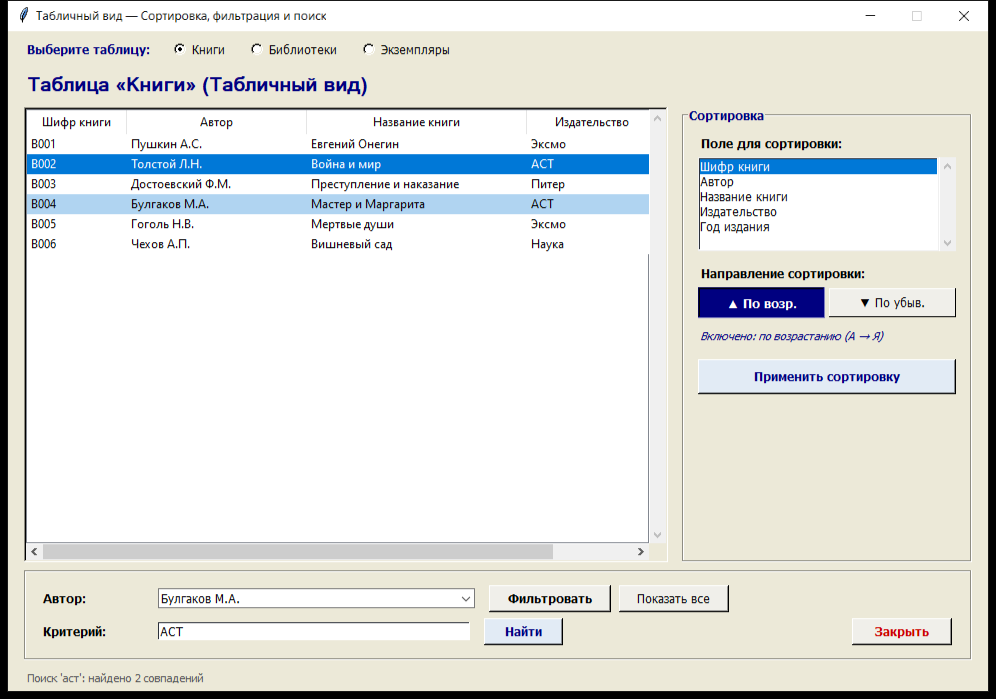 Табличный вид — Сортировка, фильтрация и поиск
Выберите таблицу: Книги Библиотеки Экземпляры
Таблица «Книги» (Табличный вид)
Шифр книги Автор Название книги Издательство
B001 Пушкин А.С. Евгений Онегин Эксмо
B002 Толстой Л.Н. Война и мир АСТ
B003 Достоевский Ф.М. Преступление и наказание Питер
B004 Булгаков М.А. Мастер и Маргарита АСТ
B005 Гоголь Н.В. Мертвые души Эксмо
B006 Чехов А.П. Вишневый сад Наука
Сортировка
Поле для сортировки:
Шифр книги
Автор
Название книги
Издательство
Год издания
Направление сортировки:
▲ По возр. ▼ По убыв.
Включено: по возрастанию (А → Я)
Применить сортировку
Автор: Булгаков М.А. Фильтровать Показать все
Критерий: АСТ Найти Закрыть
Поиск 'аст': найдено 2 совпадений